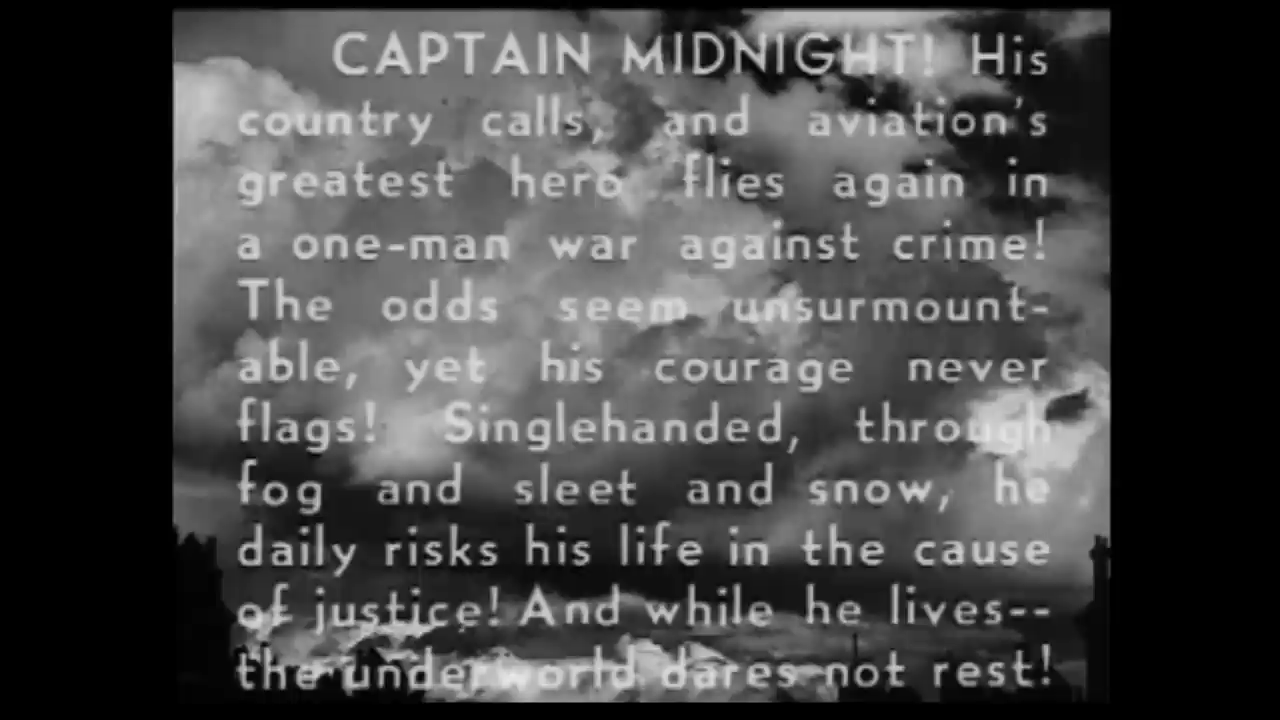 CAPTAIN MIDNIGHT! His
country calls, and aviation's
greatest hero flies again in
a one-man war against crime!
The odds seem unsurmount-
able, yet his courage never
flags! Singlehanded, through
fog and sleet and snow, he
daily risks his life in the cause
of justice! And while he lives--
the underworld dares not rest!